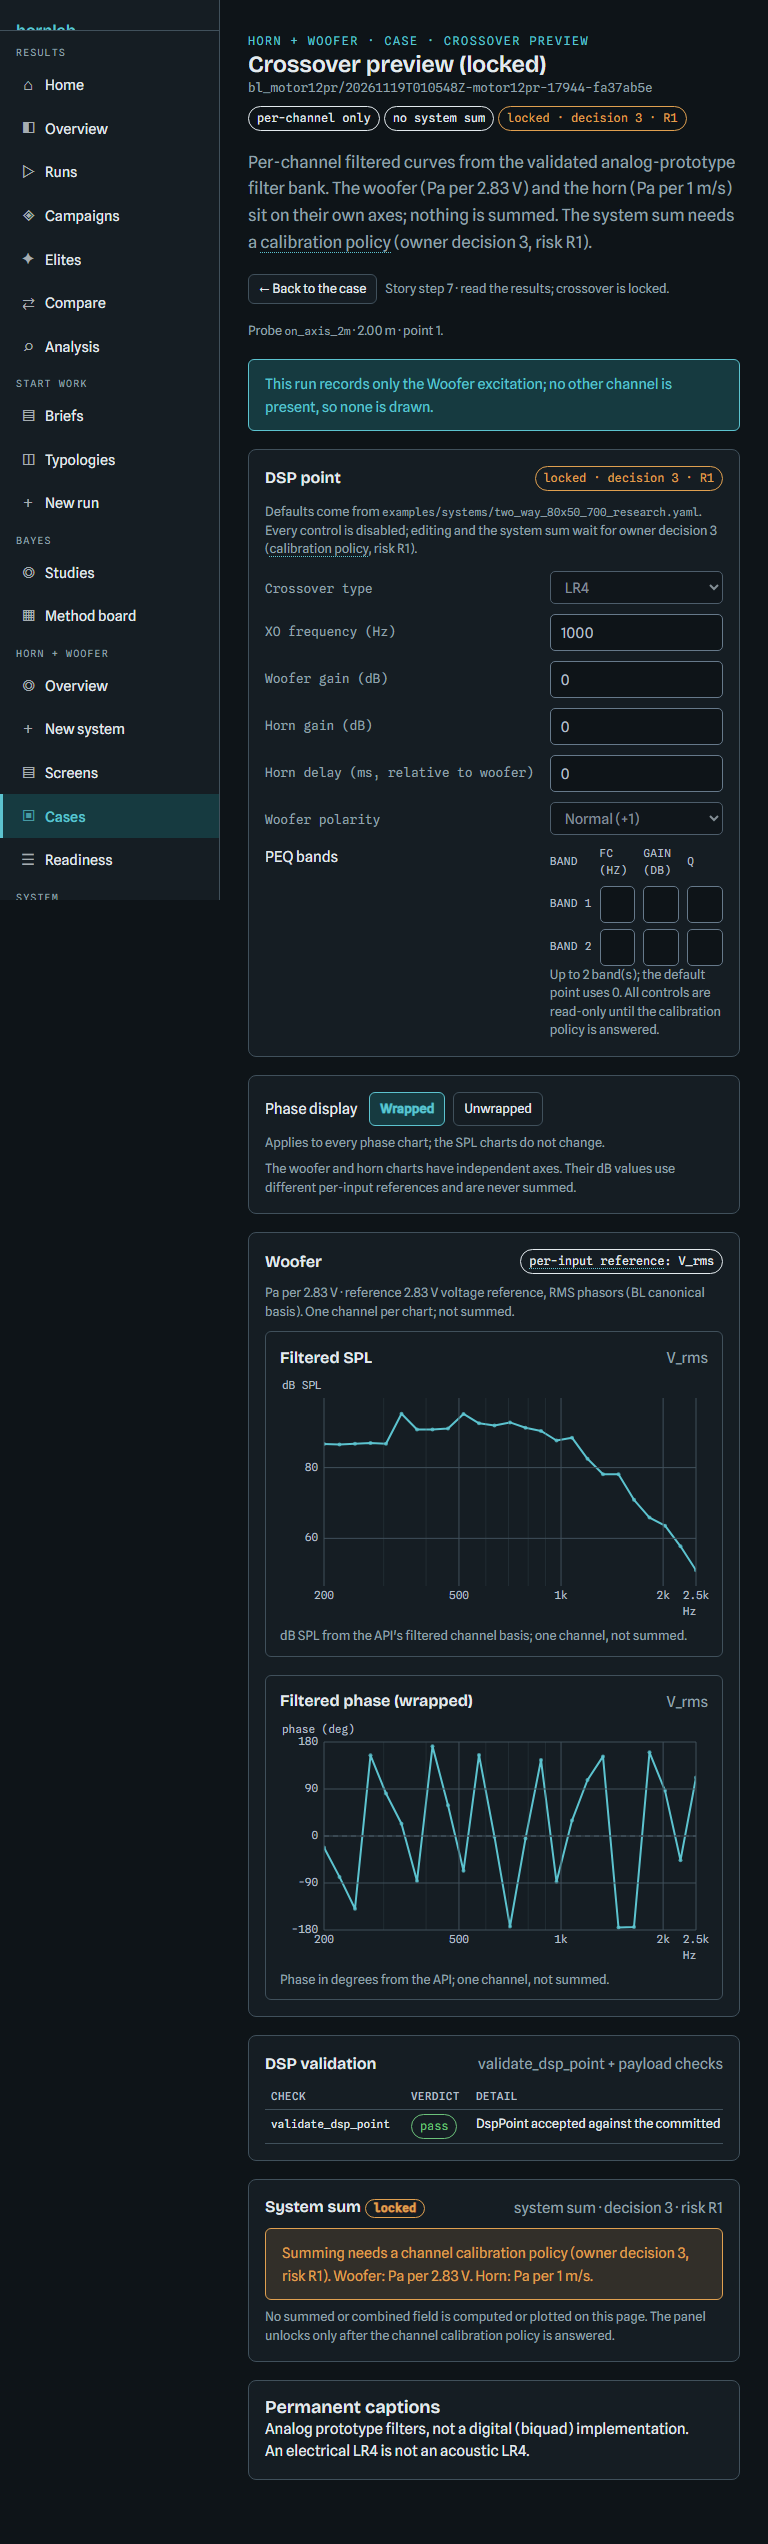 RESULTS
Home
Overview
Runs
Campaigns
Elites
Compare
Analysis
START WORK
Briefs
Typologies
New run
BAYES
Studies
Method board
HORN + WOOFER
Overview
New system
Screens
Cases
Readiness
SYSTEM
HORN + WOOFER · CASE · CROSSOVER PREVIEW
Crossover preview (locked)
bl_motor12pr/20261119T010548Z-motor12pr-17944-fa37ab5e
per-channel only no system sum locked · decision 3 · R1
Per-channel filtered curves from the validated analog-prototype
filter bank. The woofer (Pa per 2.83 V) and the horn (Pa per 1 m/s)
sit on their own axes; nothing is summed. The system sum needs
a calibration policy (owner decision 3, risk R1).
← Back to the case Story step 7 · read the results; crossover is locked.
Probe on_axis_2m · 2.00 m · point 1.
This run records only the Woofer excitation; no other channel is
present, so none is drawn.
DSP point locked · decision 3 · R1
Defaults come from examples/systems/two_way_80x50_700_research.yaml.
Every control is disabled; editing and the system sum wait for owner decision 3
(calibration policy, risk R1).
Crossover type LR4
XO frequency (Hz) 1000
Woofer gain (dB) 0
Horn gain (dB) 0
Horn delay (ms, relative to woofer) 0
Woofer polarity Normal (+1)
PEQ bands
BAND FC (HZ) GAIN (DB) Q
BAND 1
BAND 2
Up to 2 band(s); the default
point uses 0. All controls are
read-only until the calibration
policy is answered.
Phase display Wrapped Unwrapped
Applies to every phase chart; the SPL charts do not change.
The woofer and horn charts have independent axes. Their dB values use
different per-input references and are never summed.
Woofer per-input reference: V_rms
Pa per 2.83 V · reference 2.83 V voltage reference, RMS phasors (BL canonical
basis). One channel per chart; not summed.
Filtered SPL V_rms
dB SPL
80
60
200 500 1k 2k 2.5k
Hz
dB SPL from the API's filtered channel basis; one channel, not summed.
Filtered phase (wrapped) V_rms
phase (deg)
180
90
0
-90
-180
200 500 1k 2k 2.5k
Hz
Phase in degrees from the API; one channel, not summed.
DSP validation validate_dsp_point + payload checks
CHECK VERDICT DETAIL
validate_dsp_point pass DspPoint accepted against the committed
System sum locked system sum · decision 3 · risk R1
Summing needs a channel calibration policy (owner decision 3,
risk R1). Woofer: Pa per 2.83 V. Horn: Pa per 1 m/s.
No summed or combined field is computed or plotted on this page. The panel
unlocks only after the channel calibration policy is answered.
Permanent captions
Analog prototype filters, not a digital (biquad) implementation.
An electrical LR4 is not an acoustic LR4.